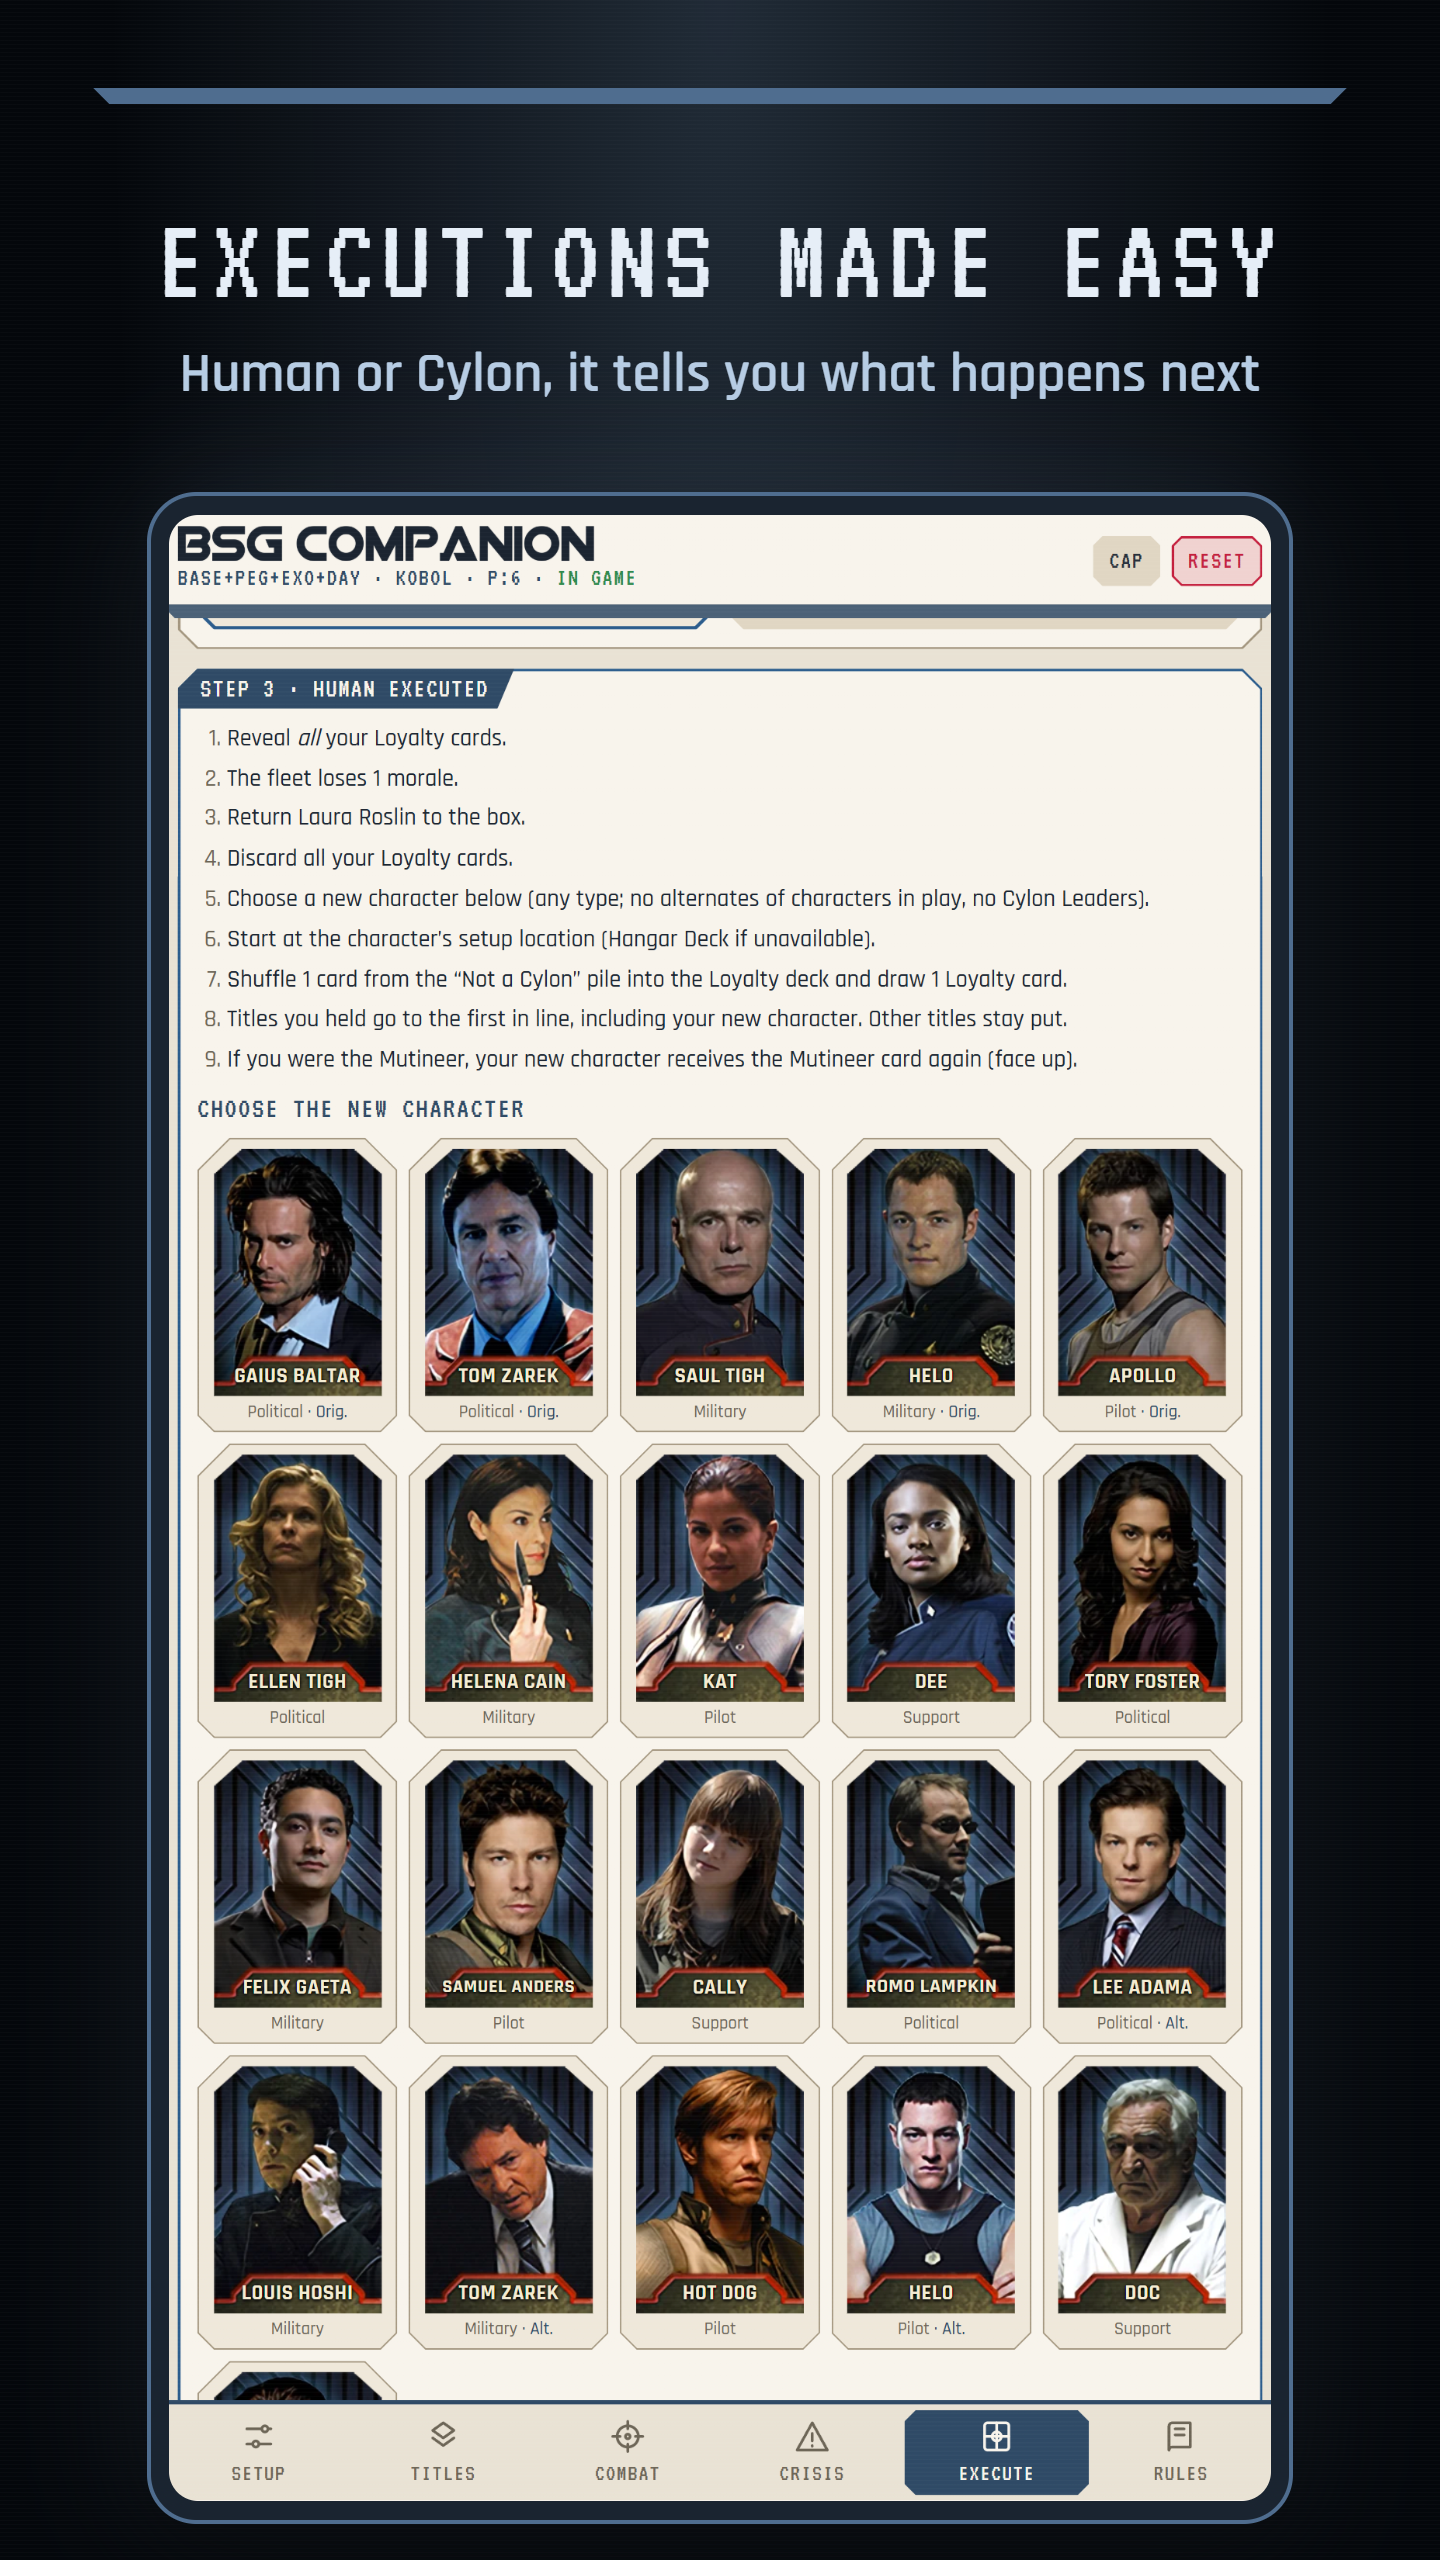 EXECUTIONS MADE EASY
Human or Cylon, it tells you what happens next
BSG COMPANION
BASE+PEG+EXO+DAY · KOBOL · P:6 · IN GAME
CAP
RESET
STEP 3 · HUMAN EXECUTED
1. Reveal all your Loyalty cards.
2. The fleet loses 1 morale.
3. Return Laura Roslin to the box.
4. Discard all your Loyalty cards.
5. Choose a new character below (any type; no alternates of characters in play, no Cylon Leaders).
6. Start at the character's setup location (Hangar Deck if unavailable).
7. Shuffle 1 card from the “Not a Cylon” pile into the Loyalty deck and draw 1 Loyalty card.
8. Titles you held go to the first in line, including your new character. Other titles stay put.
9. If you were the Mutineer, your new character receives the Mutineer card again (face up).
CHOOSE THE NEW CHARACTER
GAIUS BALTAR
Political · Orig.
TOM ZAREK
Political · Orig.
SAUL TIGH
Military
HELO
Military · Orig.
APOLLO
Pilot · Orig.
ELLEN TIGH
Political
HELENA CAIN
Military
KAT
Pilot
DEE
Support
TORY FOSTER
Political
FELIX GAETA
Military
SAMUEL ANDERS
Pilot
CALLY
Support
ROMO LAMPKIN
Political
LEE ADAMA
Political · Alt.
LOUIS HOSHI
Military
TOM ZAREK
Military · Alt.
HOT DOG
Pilot
HELO
Pilot · Alt.
DOC
Support
SETUP
TITLES
COMBAT
CRISIS
EXECUTE
RULES